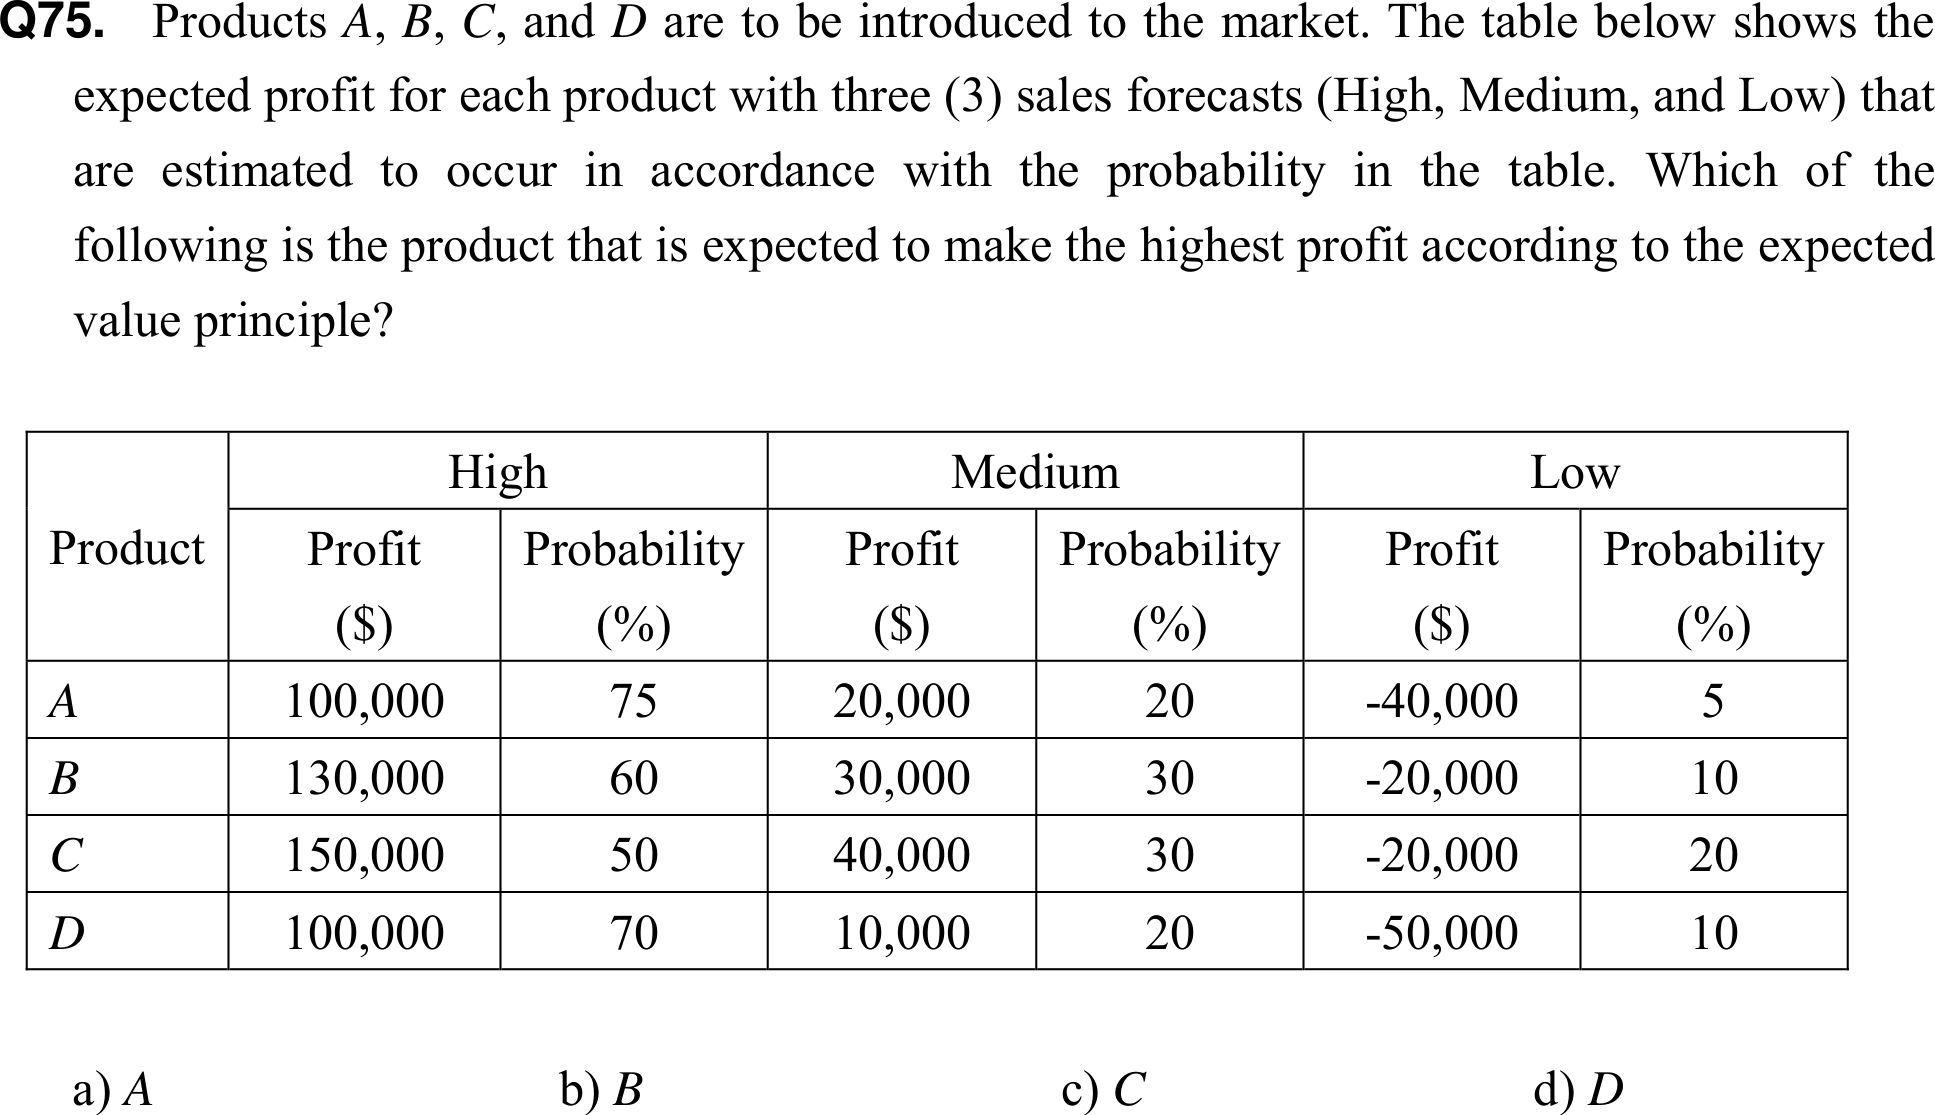 Q75. Products A, B, C, and D are to be introduced to the market. The table below shows the
expected profit for each product with three (3) sales forecasts (High, Medium, and Low) that
are estimated to occur in accordance with the probability in the table. Which of the
following is the product that is expected to make the highest profit according to the expected
value principle?
High Medium Low
Product Profit Probability Profit Probability Profit Probability
($) (%) ($) (%) ($) (%)
A 100,000 75 20,000 20 -40,000 5
B 130,000 60 30,000 30 -20,000 10
C 150,000 50 40,000 30 -20,000 20
D 100,000 70 10,000 20 -50,000 10
a) A b) B c) C d) D